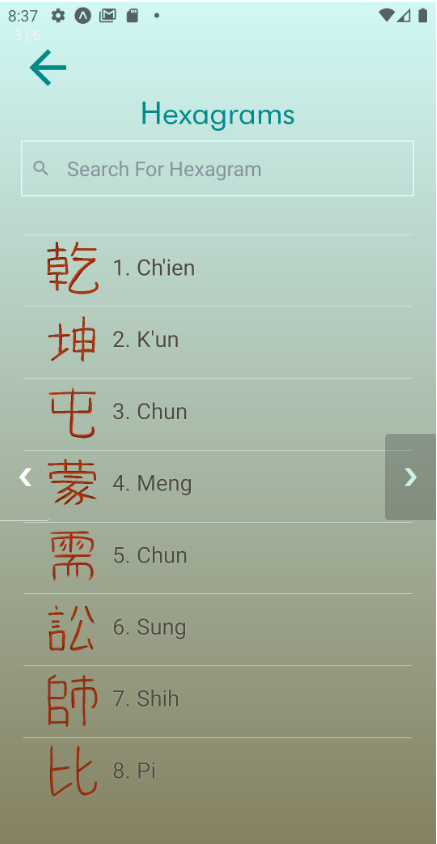 8:37
3 / 6
Hexagrams
Search For Hexagram
乾 1. Ch'ien
坤 2. K'un
屯 3. Chun
蒙 4. Meng
需 5. Chun
訟 6. Sung
師 7. Shih
比 8. Pi